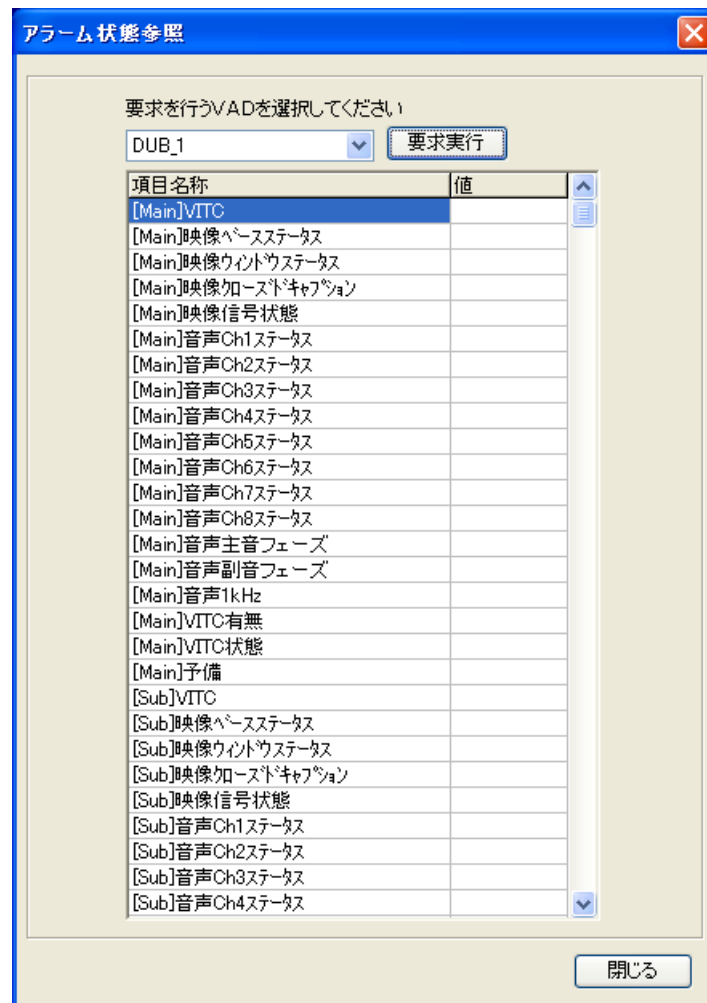 アラーム状態参照
要求を行うVADを選択してください
DUB_1 要求実行
項目名称 値
[Main]VITC
[Main]映像ﾍﾞｰｽステｰﾀｽ
[Main]映像ｳｨﾝﾄﾞｳステｰﾀｽ
[Main]映像ｸﾛｰｽﾞﾄﾞｷｬﾌﾟｼｮﾝ
[Main]映像信号状態
[Main]音声Ch1ｽﾃｰﾀｽ
[Main]音声Ch2ｽﾃｰﾀｽ
[Main]音声Ch3ｽﾃｰﾀｽ
[Main]音声Ch4ｽﾃｰﾀｽ
[Main]音声Ch5ｽﾃｰﾀｽ
[Main]音声Ch6ｽﾃｰﾀｽ
[Main]音声Ch7ｽﾃｰﾀｽ
[Main]音声Ch8ｽﾃｰﾀｽ
[Main]音声主音フェーズ
[Main]音声副音フェーズ
[Main]音声1kHz
[Main]VITC有無
[Main]VITC状態
[Main]予備
[Sub]VITC
[Sub]映像ﾍﾞｰｽｽﾃｰﾀｽ
[Sub]映像ｳｨﾝﾄﾞｳｽﾃｰﾀｽ
[Sub]映像ｸﾛｰｽﾞﾄﾞｷｬﾌﾟｼｮﾝ
[Sub]映像信号状態
[Sub]音声Ch1ｽﾃｰﾀｽ
[Sub]音声Ch2ｽﾃｰﾀｽ
[Sub]音声Ch3ｽﾃｰﾀｽ
[Sub]音声Ch4ｽﾃｰﾀｽ
閉じる